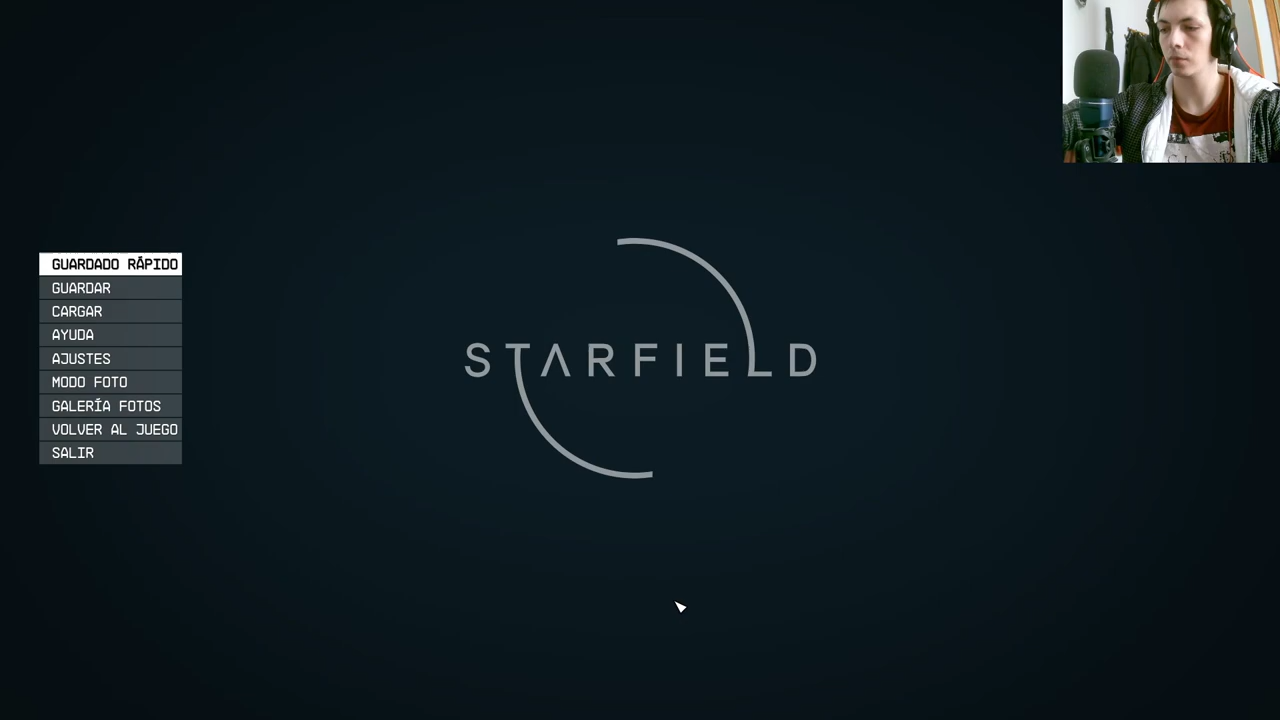 GUARDADO RÁPIDO
GUARDAR
CARGAR
AYUDA
AJUSTES
MODO FOTO
GALERÍA FOTOS
VOLVER AL JUEGO
SALIR
STARFIELD